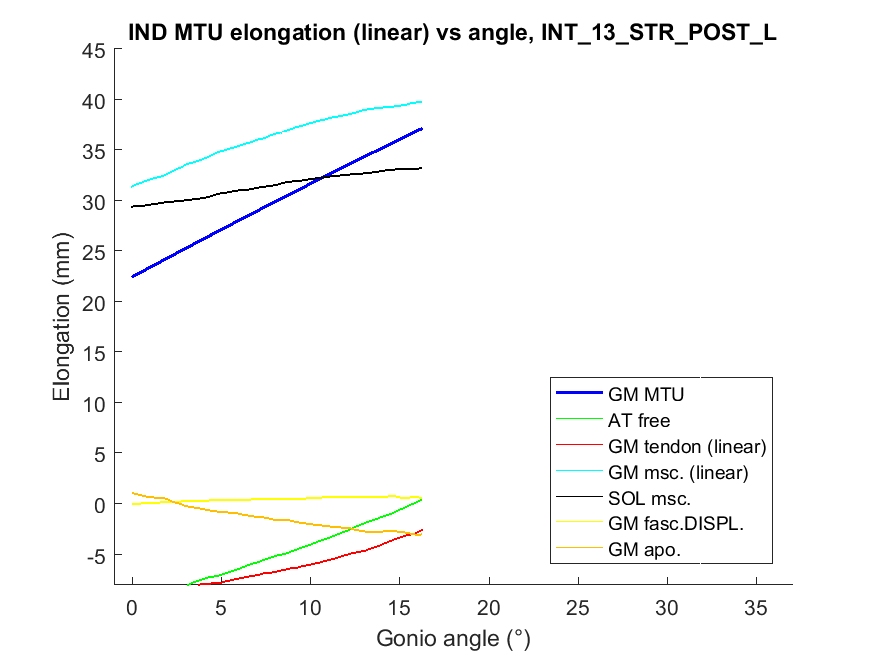 IND MTU elongation (linear) vs angle, INT_13_STR_POST_L
45
40
35
30
25
20
15
10
5
0
-5
Elongation (mm)
0 5 10 15 20 25 30 35
Gonio angle (°)
GM MTU
AT free
GM tendon (linear)
GM msc. (linear)
SOL msc.
GM fasc.DISPL.
GM apo.